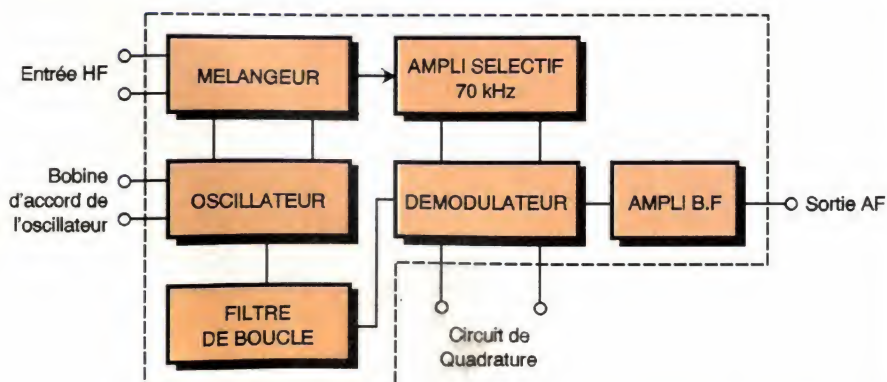 Entrée HF
MELANGEUR
AMPLI SELECTIF
70 kHz
Bobine
d'accord de
l'oscillateur
OSCILLATEUR
DEMODULATEUR
AMPLI B.F
Sortie AF
FILTRE
DE BOUCLE
Circuit de
Quadrature